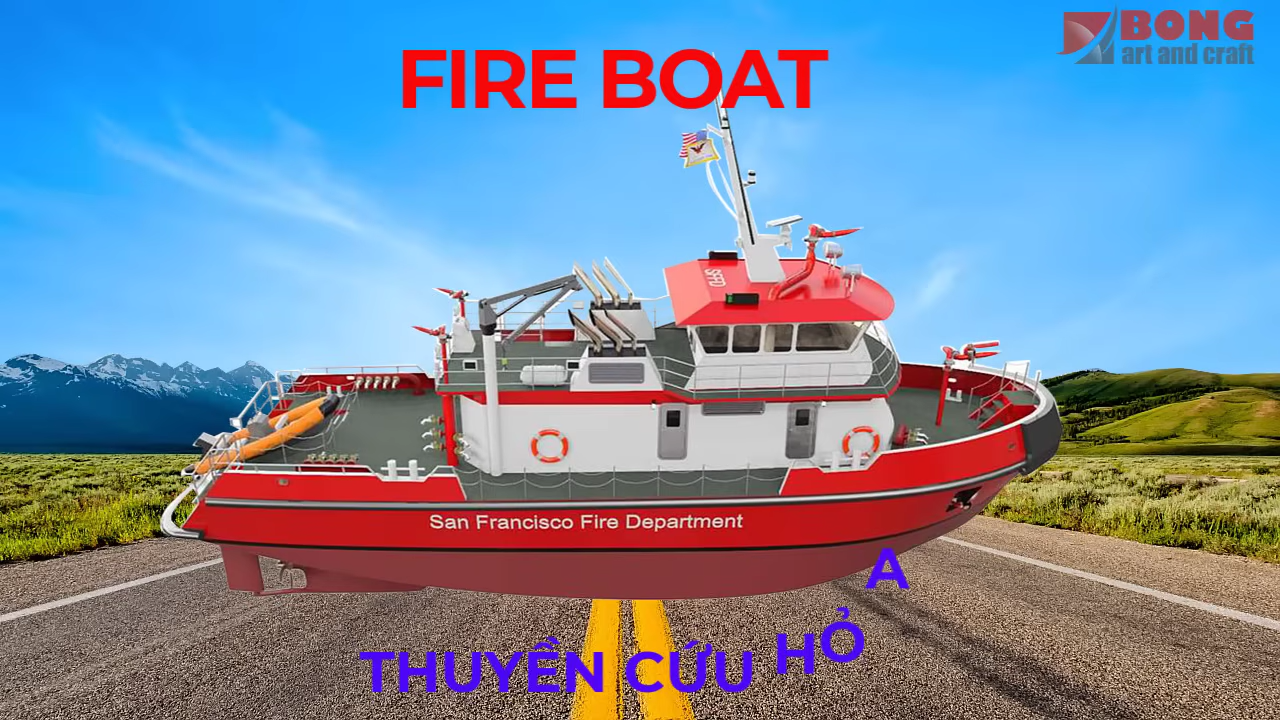 BONG
art and craft
FIRE BOAT
SFFD
San Francisco Fire Department
THUYỀN CỨU HỎA